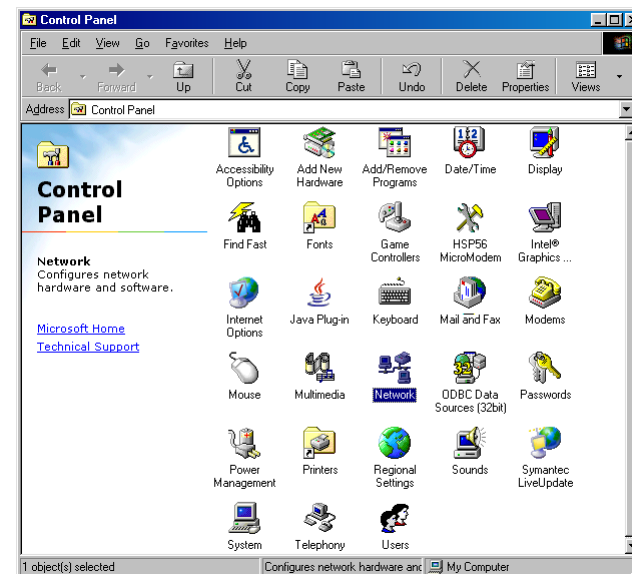 Control Panel
File Edit View Go Favorites Help
Back Forward Up Cut Copy Paste Undo Delete Properties Views
Address Control Panel
Control
Panel
Network
Configures network
hardware and software.
Microsoft Home
Technical Support
Accessibility
Options
Add New
Hardware
Add/Remove
Programs
Date/Time
Display
Find Fast
Fonts
Game
Controllers
HSP56
MicroModem
Intel®
Graphics ...
Internet
Options
Java Plug-in
Keyboard
Mail and Fax
Modems
Mouse
Multimedia
Network
ODBC Data
Sources (32bit)
Passwords
Power
Management
Printers
Regional
Settings
Sounds
Symantec
LiveUpdate
System
Telephony
Users
1 object(s) selected Configures network hardware anc My Computer